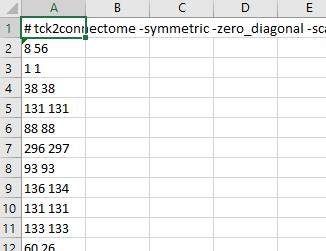 A B C D E
1 # tck2connectome -symmetric -zero_diagonal -sca
2 8 56
3 1 1
4 38 38
5 131 131
6 88 88
7 296 297
8 93 93
9 136 134
10 131 131
11 133 133
12 60 26